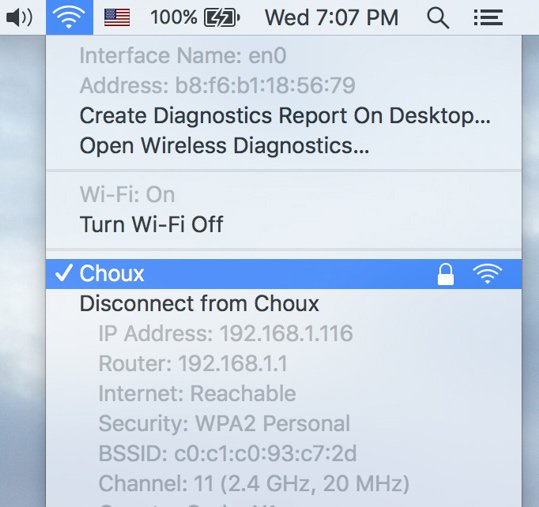 100% Wed 7:07 PM
Interface Name: en0
Address: b8:f6:b1:18:56:79
Create Diagnostics Report On Desktop...
Open Wireless Diagnostics...
Wi-Fi: On
Turn Wi-Fi Off
✓ Choux
Disconnect from Choux
IP Address: 192.168.1.116
Router: 192.168.1.1
Internet: Reachable
Security: WPA2 Personal
BSSID: c0:c1:c0:93:c7:2d
Channel: 11 (2.4 GHz, 20 MHz)